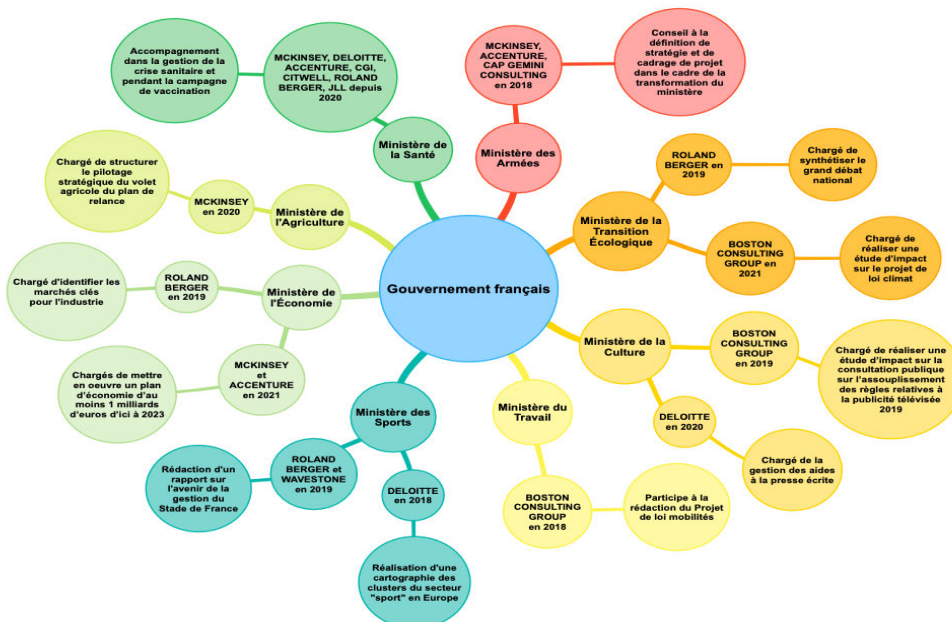 Gouvernement français
Ministère
de la Santé
MCKINSEY, DELOITTE,
ACCENTURE, CGI,
CITWELL, ROLAND
BERGER, JLL depuis
2020
Accompagnement
dans la gestion de la
crise sanitaire et
pendant la campagne
de vaccination
Ministère des
Armées
MCKINSEY,
ACCENTURE,
CAP GEMINI
CONSULTING
en 2018
Conseil à la
définition de
stratégie et de
cadrage de projet
dans le cadre de la
transformation du
ministère
Ministère de la
Transition
Écologique
ROLAND
BERGER en
2019
Chargé de
synthétiser le
grand débat
national
BOSTON
CONSULTING
GROUP en
2021
Chargé de
réaliser une
étude d'impact
sur le projet de
loi climat
Ministère de la
Culture
BOSTON
CONSULTING
GROUP
en 2019
Chargé de réaliser une
étude d'impact sur la
consultation publique
sur l'assouplissement
des règles relatives à
la publicité télévisée
2019
DELOITTE
en 2020
Chargé de la
gestion des aides
à la presse écrite
Ministère du
Travail
BOSTON
CONSULTING
GROUP
en 2018
Participe à la
rédaction du Projet
de loi mobilités
Ministère des
Sports
DELOITTE
en 2018
Réalisation d'une
cartographie des
clusters du secteur
"sport" en Europe
ROLAND
BERGER et
WAVESTONE
en 2019
Rédaction d'un
rapport sur
l'avenir de la
gestion du
Stade de France
Ministère de
l'Économie
MCKINSEY
et
ACCENTURE
en 2021
Chargés de mettre
en oeuvre un plan
d'économie d'au
moins 1 milliards
d'euros d'ici à 2023
ROLAND
BERGER
en 2019
Chargé d'identifier les
marchés clés
pour l'industrie
Ministère de
l'Agriculture
MCKINSEY
en 2020
Chargé de structurer
le pilotage
stratégique du volet
agricole du plan de
relance